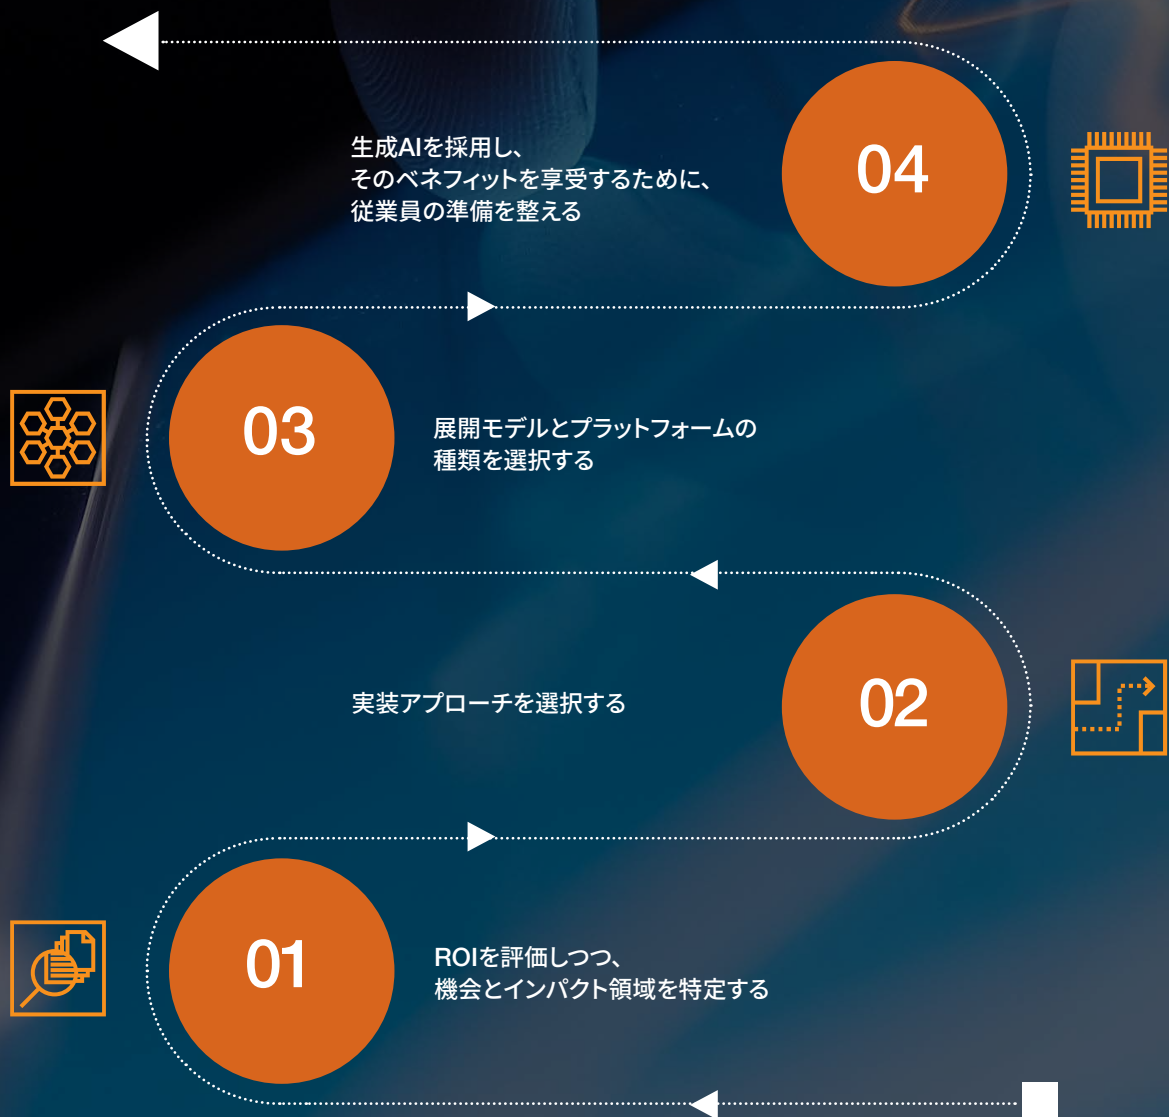 生成AIを採用し、
そのベネフィットを享受するために、
従業員の準備を整える
04
03
展開モデルとプラットフォームの
種類を選択する
実装アプローチを選択する
02
01
ROIを評価しつつ、
機会とインパクト領域を特定する